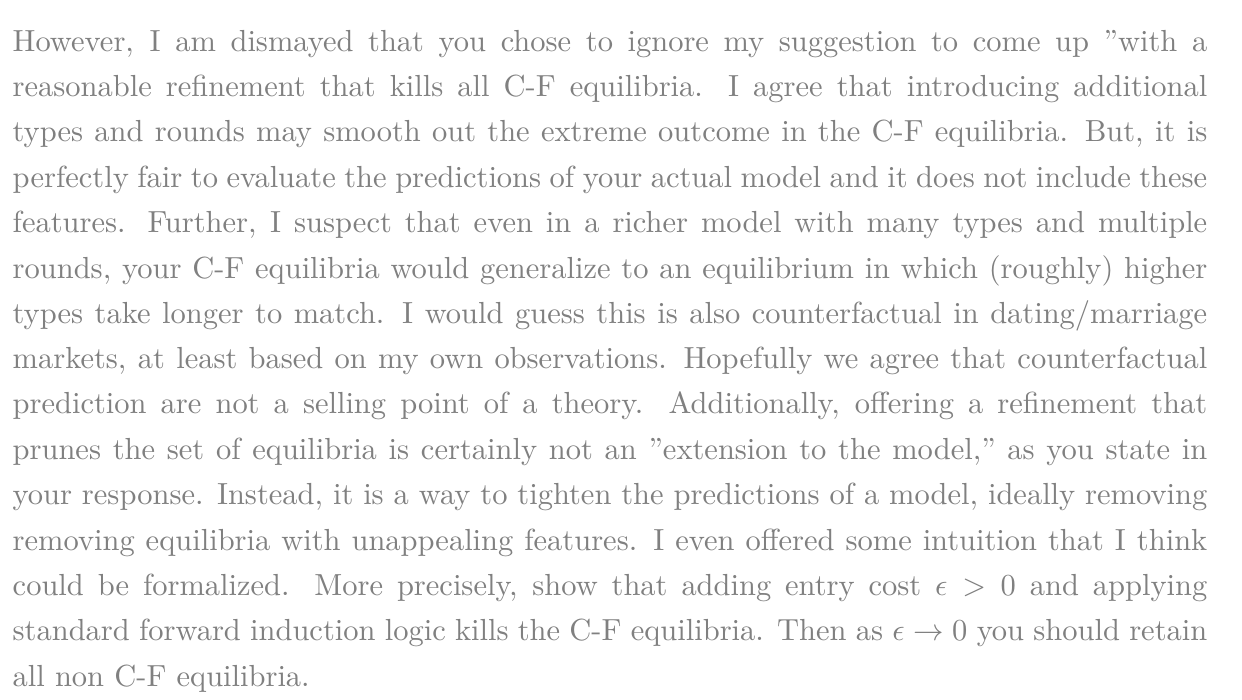 However, I am dismayed that you chose to ignore my suggestion to come up ”with a
reasonable refinement that kills all C-F equilibria. I agree that introducing additional
types and rounds may smooth out the extreme outcome in the C-F equilibria. But, it is
perfectly fair to evaluate the predictions of your actual model and it does not include these
features. Further, I suspect that even in a richer model with many types and multiple
rounds, your C-F equilibria would generalize to an equilibrium in which (roughly) higher
types take longer to match. I would guess this is also counterfactual in dating/marriage
markets, at least based on my own observations. Hopefully we agree that counterfactual
prediction are not a selling point of a theory. Additionally, offering a refinement that
prunes the set of equilibria is certainly not an ”extension to the model,” as you state in
your response. Instead, it is a way to tighten the predictions of a model, ideally removing
removing equilibria with unappealing features. I even offered some intuition that I think
could be formalized. More precisely, show that adding entry cost ϵ > 0 and applying
standard forward induction logic kills the C-F equilibria. Then as ϵ → 0 you should retain
all non C-F equilibria.